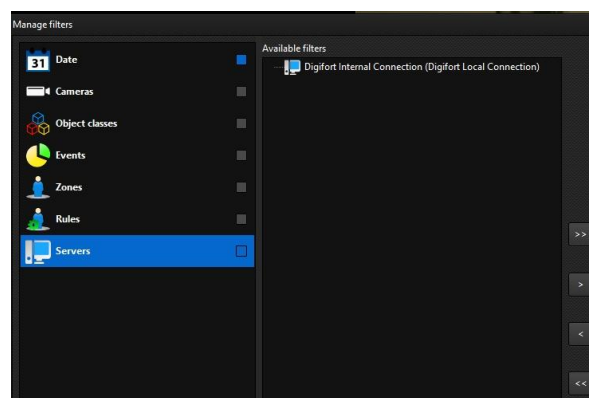 Manage filters
Available filters
31 Date
Digifort Internal Connection (Digifort Local Connection)
Cameras
Object classes
Events
Zones
Rules
Servers
>>
>
<
<<